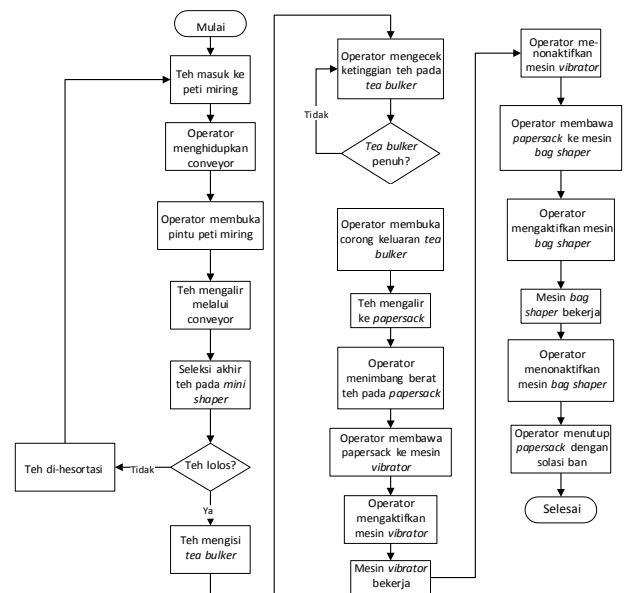 Mulai
Teh masuk ke
peti miring
Operator
menghidupkan
conveyor
Operator membuka
pintu peti miring
Teh mengalir
melalui
conveyor
Seleksi akhir
teh pada mini
shaper
Teh lolos?
Tidak
Teh di-hesortasi
Ya
Teh mengisi
tea bulker
Operator mengecek
ketinggian teh pada
tea bulker
Tidak
Tea bulker
penuh?
Operator membuka
corong keluaran tea
bulker
Teh mengalir
ke papersack
Operator
menimbang berat
teh pada papersack
Operator membawa
papersack ke mesin
vibrator
Operator
mengaktifkan
mesin vibrator
Mesin vibrator
bekerja
Operator me-
nonaktifkan
mesin vibrator
Operator membawa
papersack ke mesin
bag shaper
Operator
mengaktifkan mesin
bag shaper
Mesin bag
shaper bekerja
Operator
menonaktifkan
mesin bag shaper
Operator menutup
papersack dengan
solasi ban
Selesai